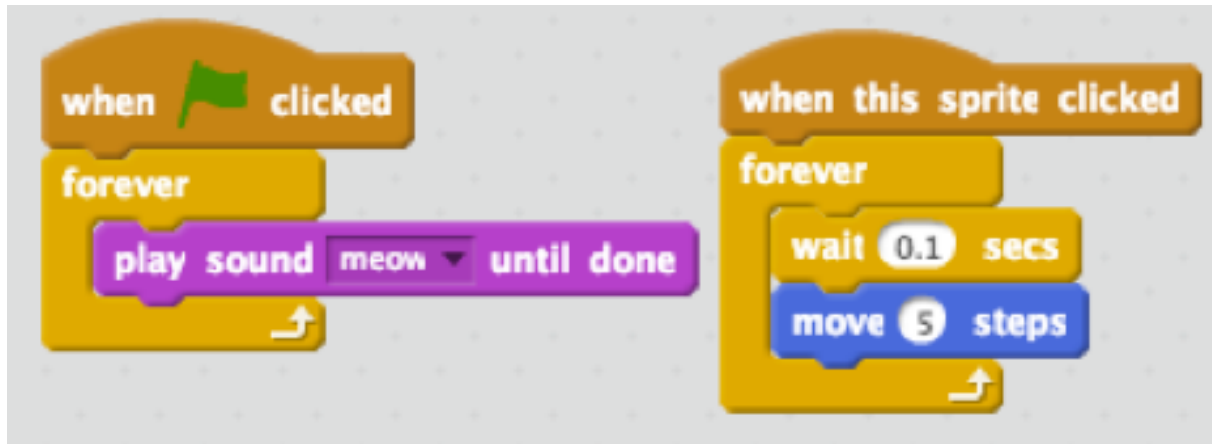 when clicked
forever
play sound meow until done
when this sprite clicked
forever
wait 0.1 secs
move 5 steps